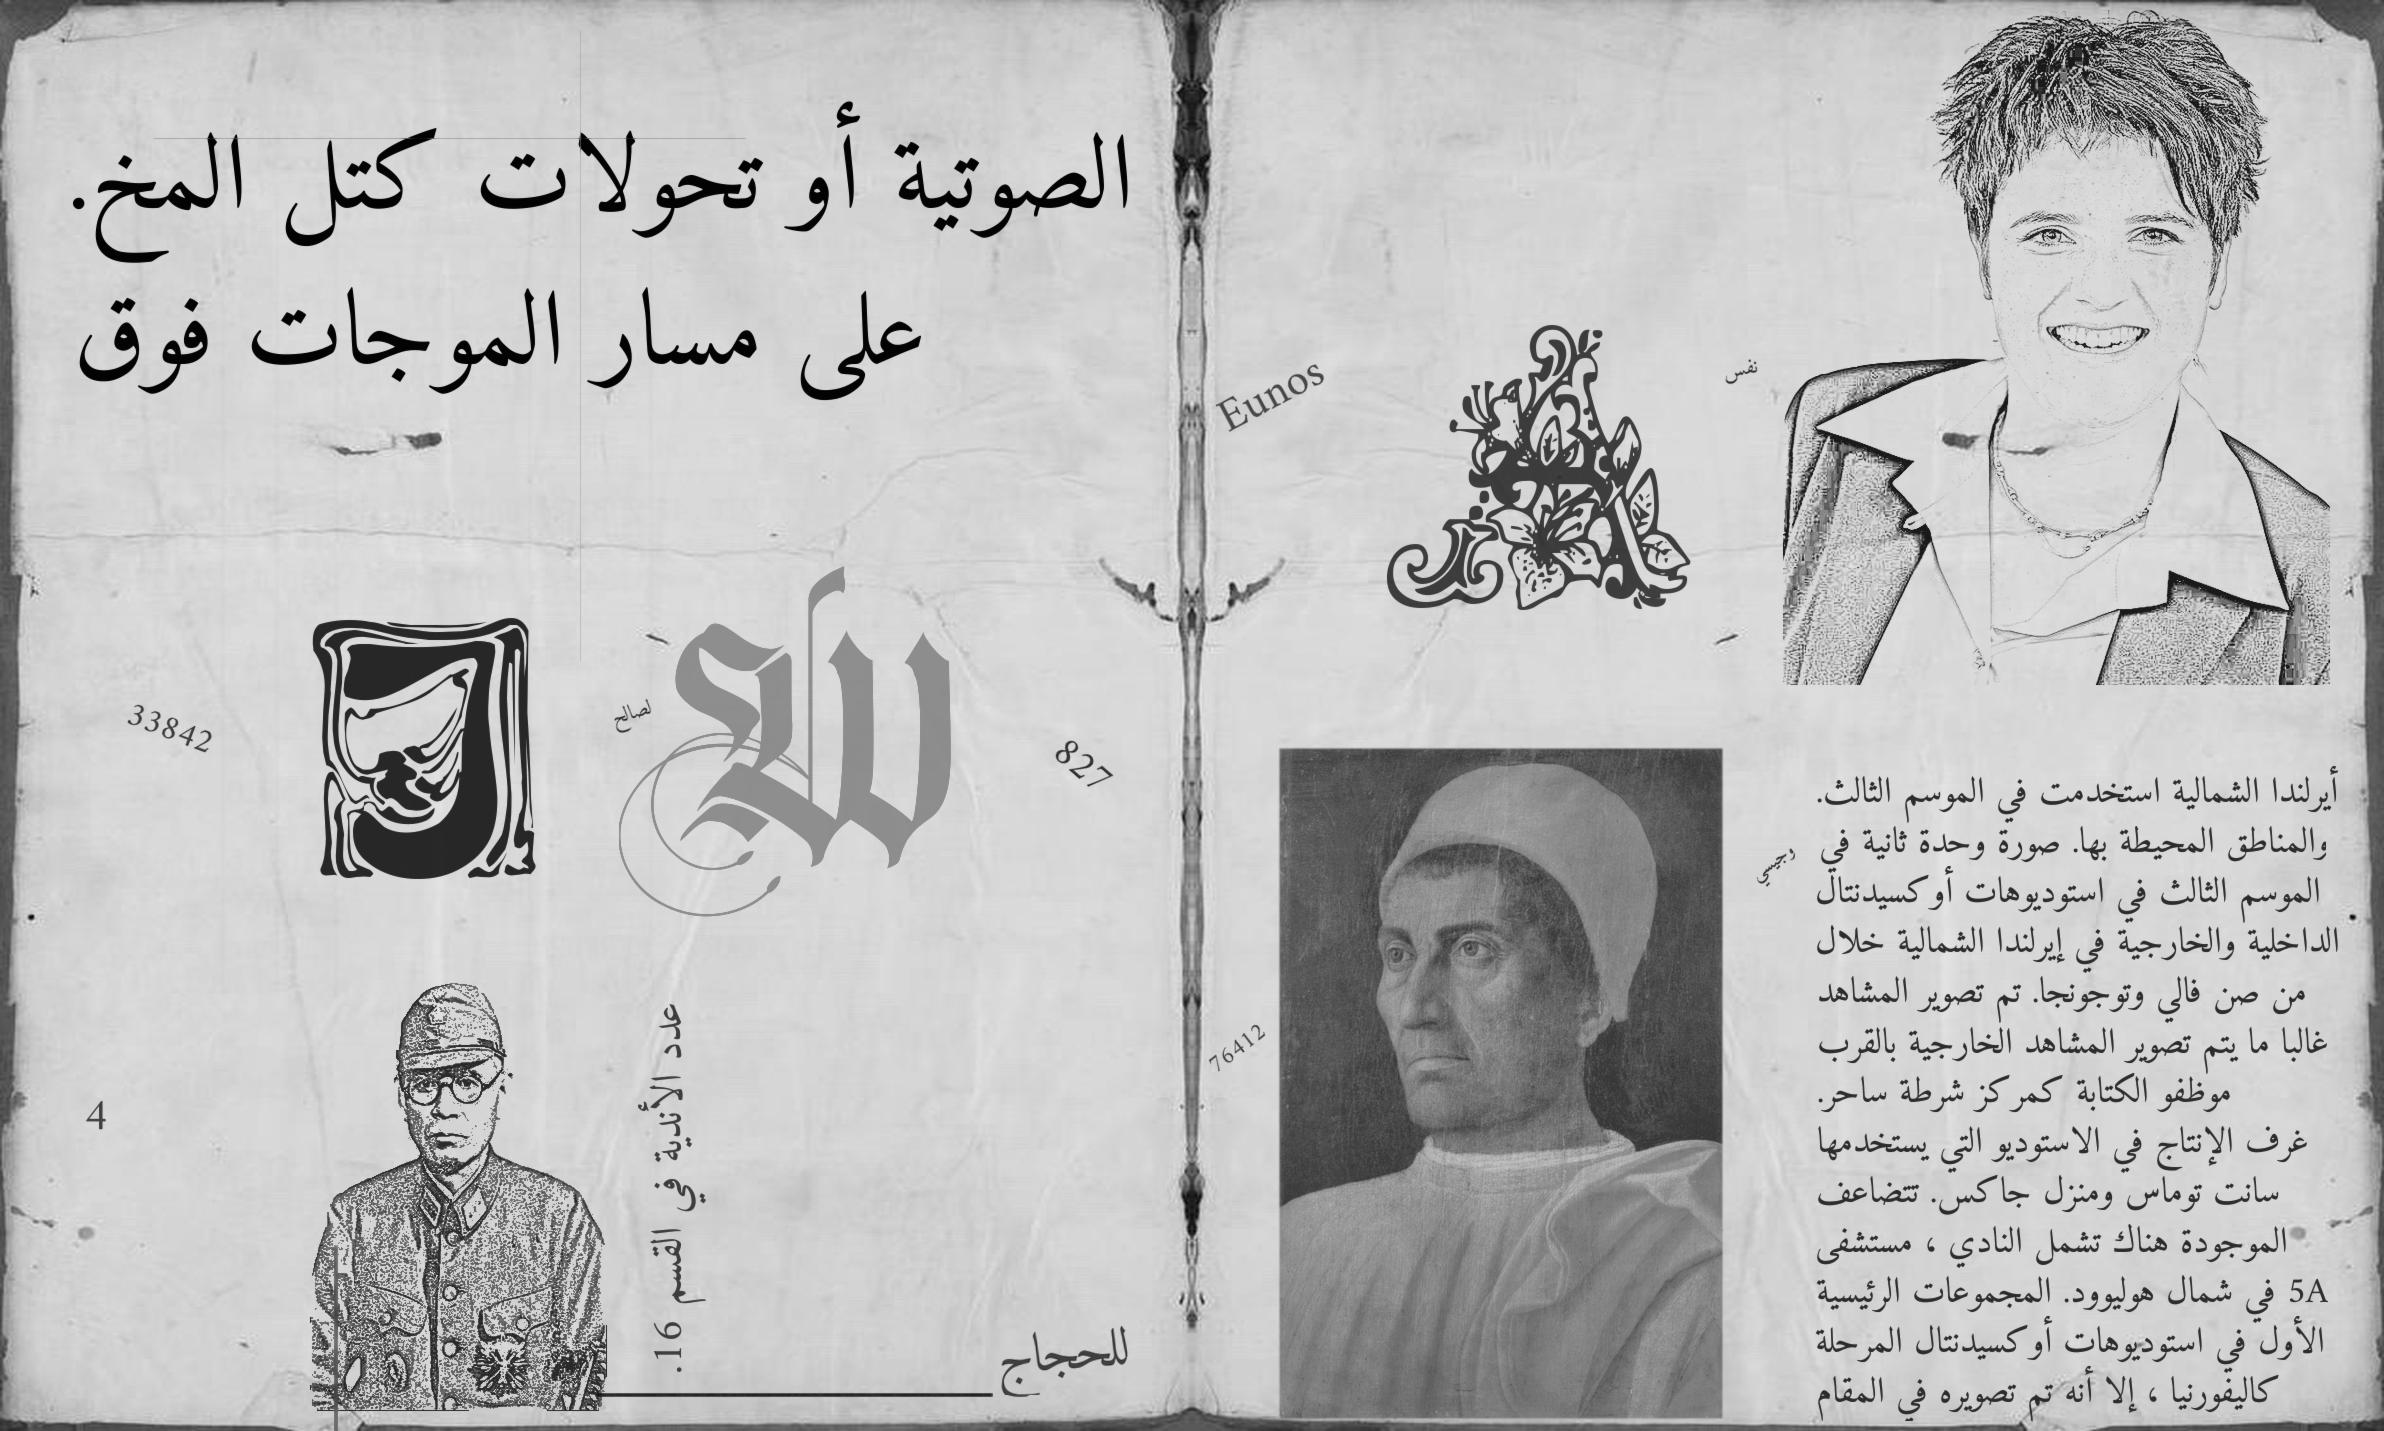 الصوتية أو تحولات كتل المخ.
على مسار الموجات فوق
Eunos
نفس
33842
لصالح
827
J
W
A
أيرلندا الشمالية استخدمت في الموسم الثالث.
والمناطق المحيطة بها. صورة وحدة ثانية في
الموسم الثالث في استوديوهات أوكسيدنتال
الداخلية والخارجية في إيرلندا الشمالية خلال
من صن فالي وتوجونجا. تم تصوير المشاهد
غالبا ما يتم تصوير المشاهد الخارجية بالقرب
موظفو الكتابة كمركز شرطة ساحر.
غرف الإنتاج في الاستوديو التي يستخدمها
سانت توماس ومنزل جاكس. تتضاعف
الموجودة هناك تشمل النادي ، مستشفى
5A في شمال هوليوود. المجموعات الرئيسية
الأول في استوديوهات أوكسيدنتال المرحلة
كاليفورنيا ، إلا أنه تم تصويره في المقام
وجيسي
76412
4
عدد الأندية في القسم 16.
للحجاج